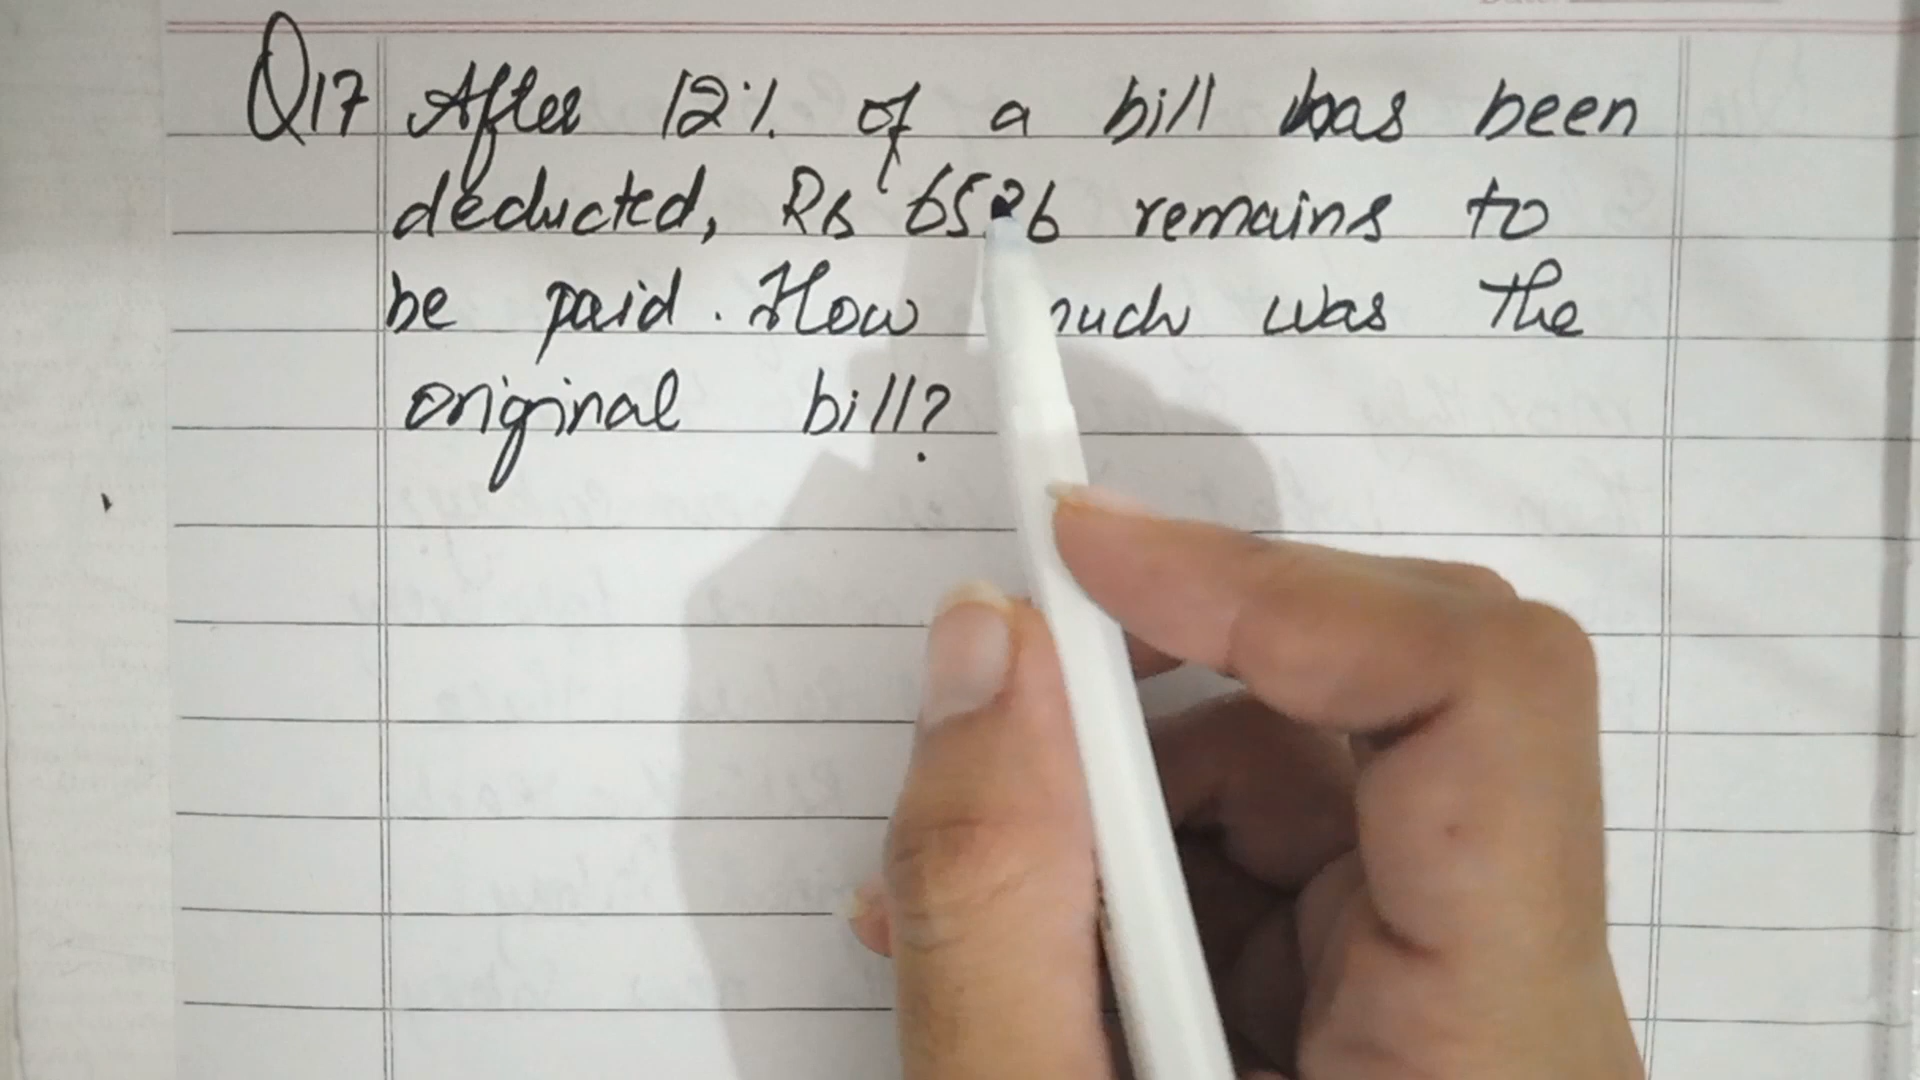 Q17 After 12% of a bill has been
deducted, Rs remains to
be paid. How much was the
original bill?